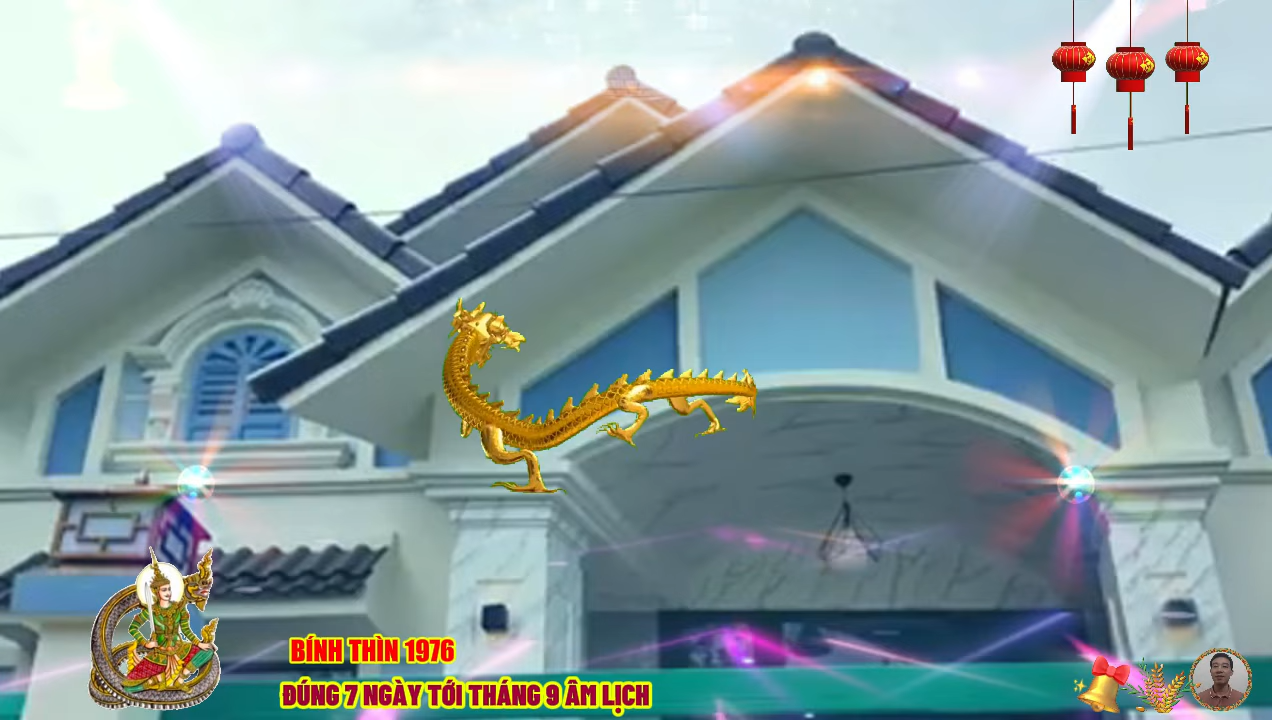 BÍNH THÌN 1976
ĐÚNG 7 NGÀY TỚI THÁNG 9 ÂM LỊCH